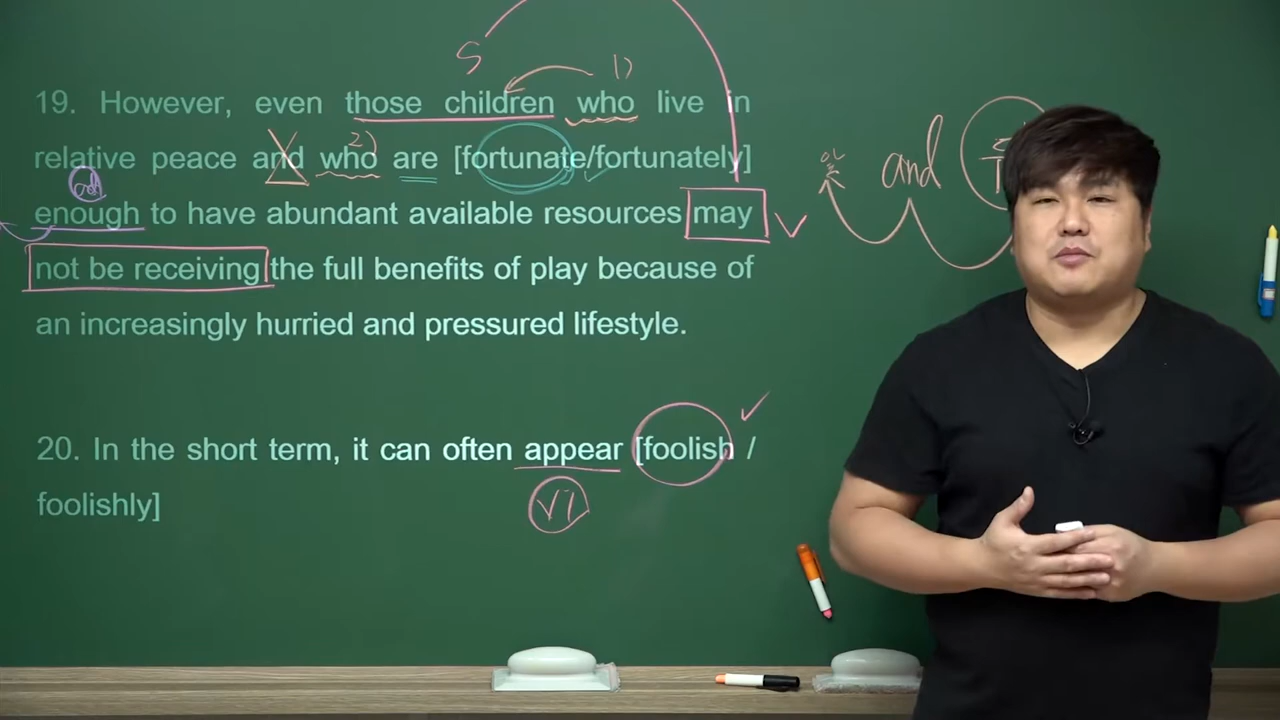 S
1)
19. However, even those children who live in
2)
relative peace and who are [fortunate/fortunately]
and
enough to have abundant available resources may
V
not be receiving the full benefits of play because of
an increasingly hurried and pressured lifestyle.
20. In the short term, it can often appear [foolish /
foolishly]